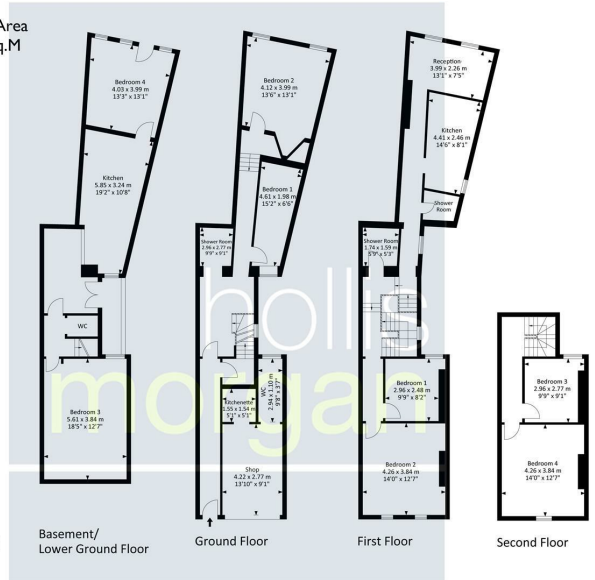 Area
q.M
Bedroom 4
4.03 x 3.99 m
13'3" x 13'1"
Kitchen
5.85 x 3.24 m
19'2" x 10'8"
WC
Bedroom 3
5.61 x 3.84 m
18'5" x 12'7"
Basement/
Lower Ground Floor
Bedroom 2
4.12 x 3.99 m
13'6" x 13'1"
Bedroom 1
4.61 x 1.98 m
15'2" x 6'6"
Shower Room
2.96 x 2.77 m
9'9" x 9'1"
Kitchenette
1.55 x 1.54 m
5'1" x 5'1"
WC
2.94 x 1.10 m
9'8" x 3'7"
Shop
4.22 x 2.77 m
13'10" x 9'1"
Ground Floor
Reception
3.99 x 2.26 m
13'1" x 7'5"
Kitchen
4.41 x 2.46 m
14'6" x 8'1"
Shower
Room
Shower Room
1.74 x 1.59 m
5'9" x 5'3"
Bedroom 1
2.96 x 2.48 m
9'9" x 8'2"
Bedroom 2
4.26 x 3.84 m
14'0" x 12'7"
First Floor
Bedroom 3
2.96 x 2.77 m
9'9" x 9'1"
Bedroom 4
4.26 x 3.84 m
14'0" x 12'7"
Second Floor
hollis
morgan